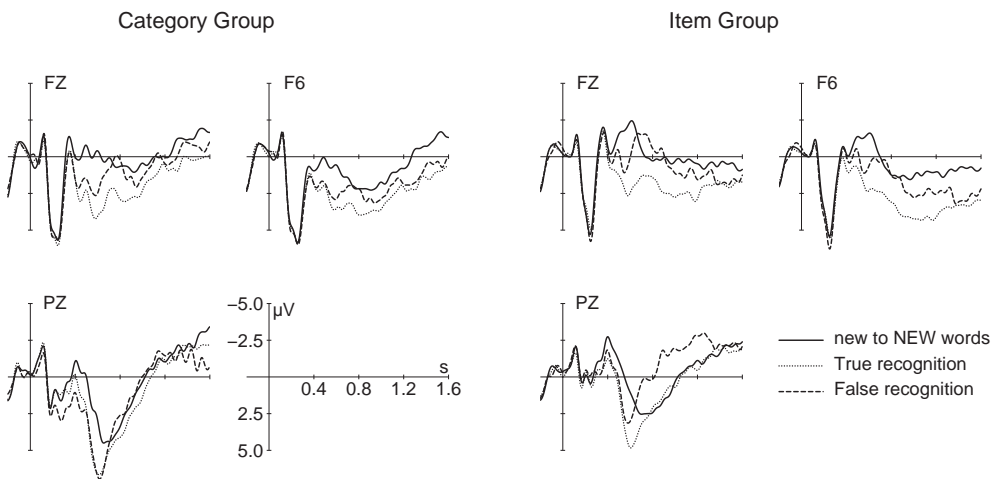 Category Group Item Group
FZ F6 FZ F6
PZ −5.0 µV PZ
−2.5 new to NEW words
s True recognition
0.4 0.8 1.2 1.6 False recognition
2.5
5.0